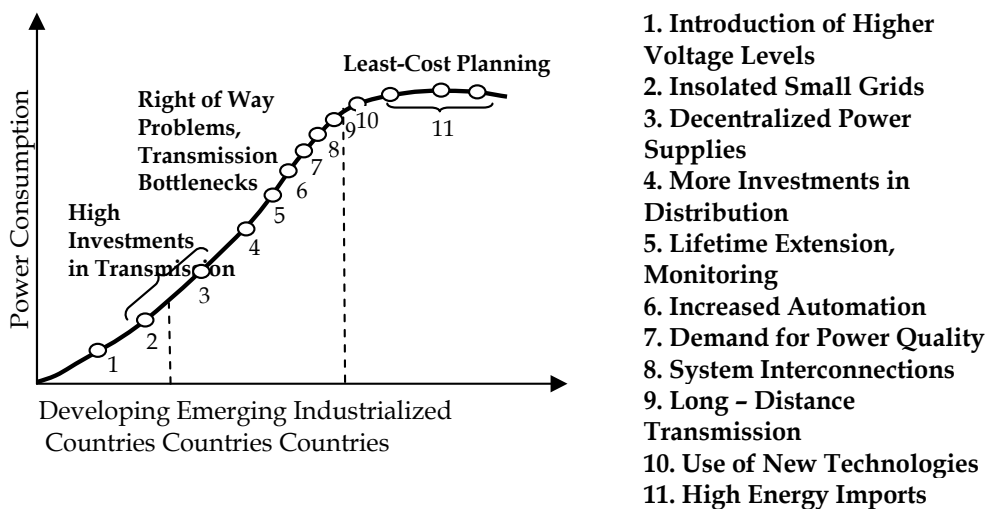 Power Consumption
Least-Cost Planning
Right of Way
Problems,
Transmission
Bottlenecks
High
Investments
in Transmission
1
2
3
4
5
6
7
8
9
10
11
Developing Emerging Industrialized
Countries Countries Countries
1. Introduction of Higher
Voltage Levels
2. Insolated Small Grids
3. Decentralized Power
Supplies
4. More Investments in
Distribution
5. Lifetime Extension,
Monitoring
6. Increased Automation
7. Demand for Power Quality
8. System Interconnections
9. Long – Distance
Transmission
10. Use of New Technologies
11. High Energy Imports